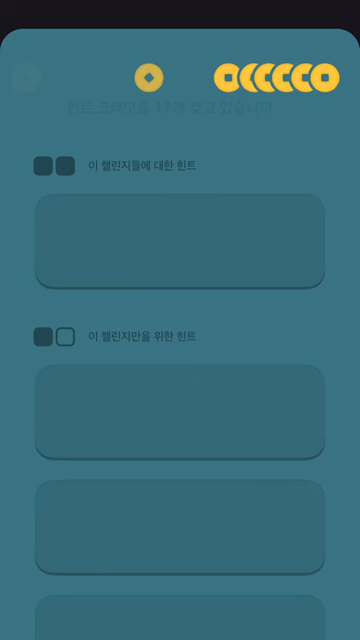 힌트 크레딧을 17개 갖고 있습니다
이 챌린지들에 대한 힌트
이 챌린지만을 위한 힌트